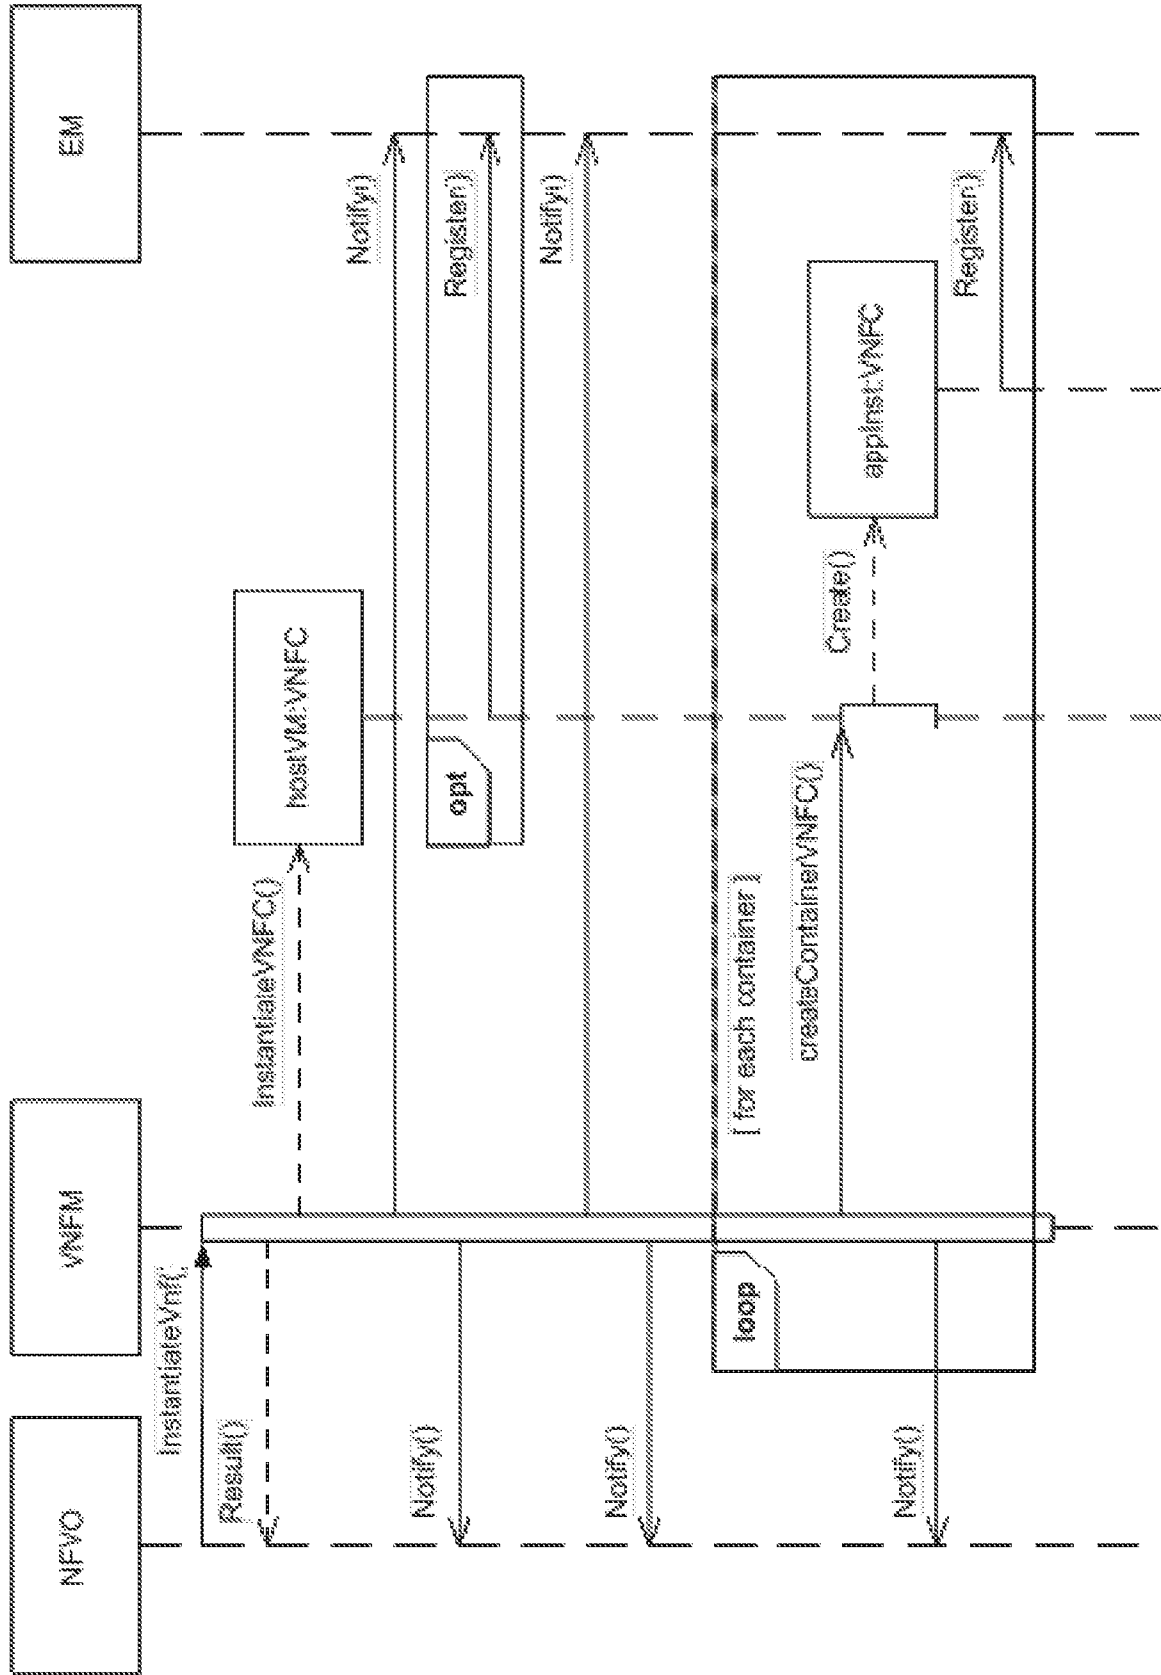 NFVO
VNFM
EM
InstantiateVnf(
Result()
InstantiateVNFC()
hostVM:VNFC
Notify()
Notify()
opt
Register()
Notify()
Notify()
loop
[ for each container ]
createContainerVNFC()
Create()
appInst:VNFC
Notify()
Register()